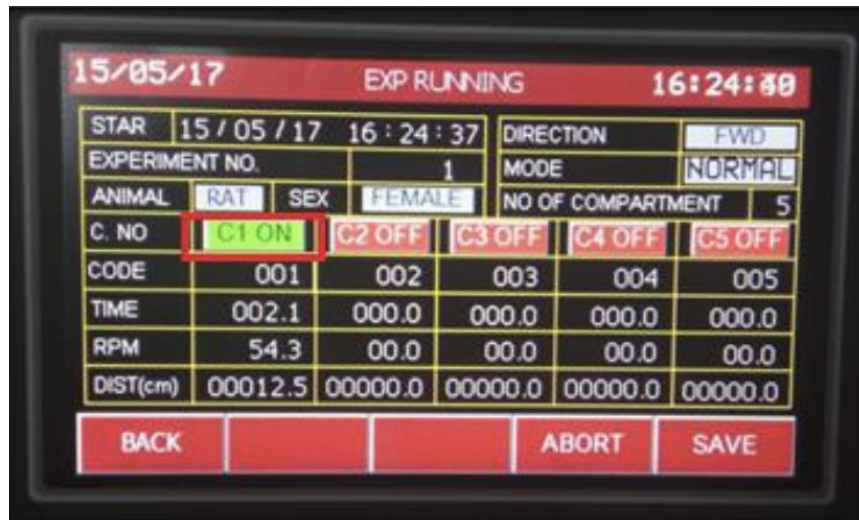 15/05/17 EXP RUNNING 16:24:40
STAR 15 / 05 / 17 16 : 24 : 37 DIRECTION FWD
EXPERIMENT NO. 1 MODE NORMAL
ANIMAL RAT SEX FEMALE NO OF COMPARTMENT 5
C. NO C1 ON C2 OFF C3 OFF C4 OFF C5 OFF
CODE 001 002 003 004 005
TIME 002.1 000.0 000.0 000.0 000.0
RPM 54.3 00.0 00.0 00.0 00.0
DIST(cm) 00012.5 00000.0 00000.0 00000.0 00000.0
BACK ABORT SAVE